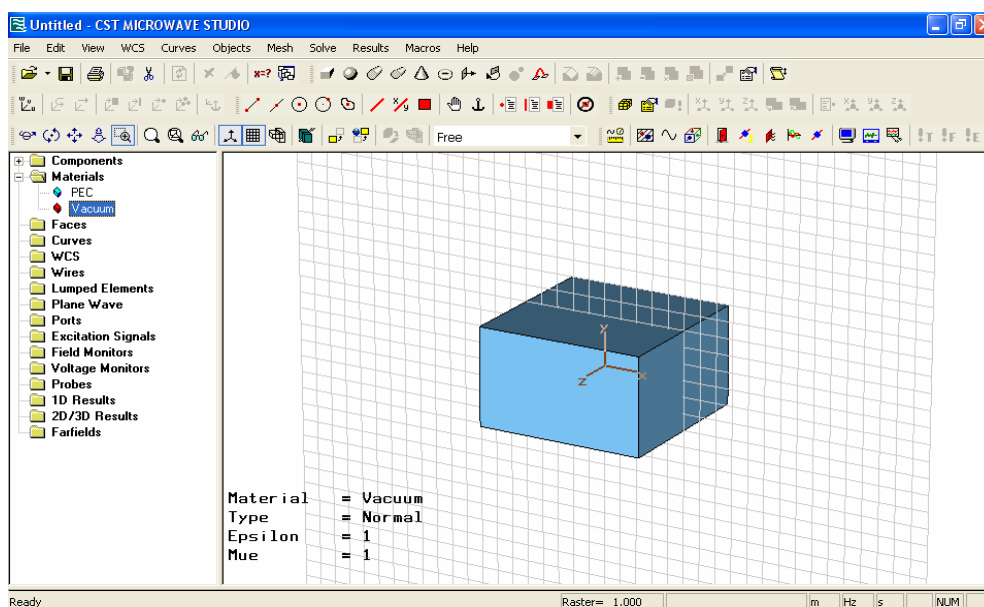 Untitled - CST MICROWAVE STUDIO
File Edit View WCS Curves Objects Mesh Solve Results Macros Help
x=?
Free
Components
Materials
PEC
Vacuum
Faces
Curves
WCS
Wires
Lumped Elements
Plane Wave
Ports
Excitation Signals
Field Monitors
Voltage Monitors
Probes
1D Results
2D/3D Results
Farfields
y
x
z
Material = Vacuum
Type = Normal
Epsilon = 1
Mue = 1
Ready Raster= 1.000 m Hz s NUM